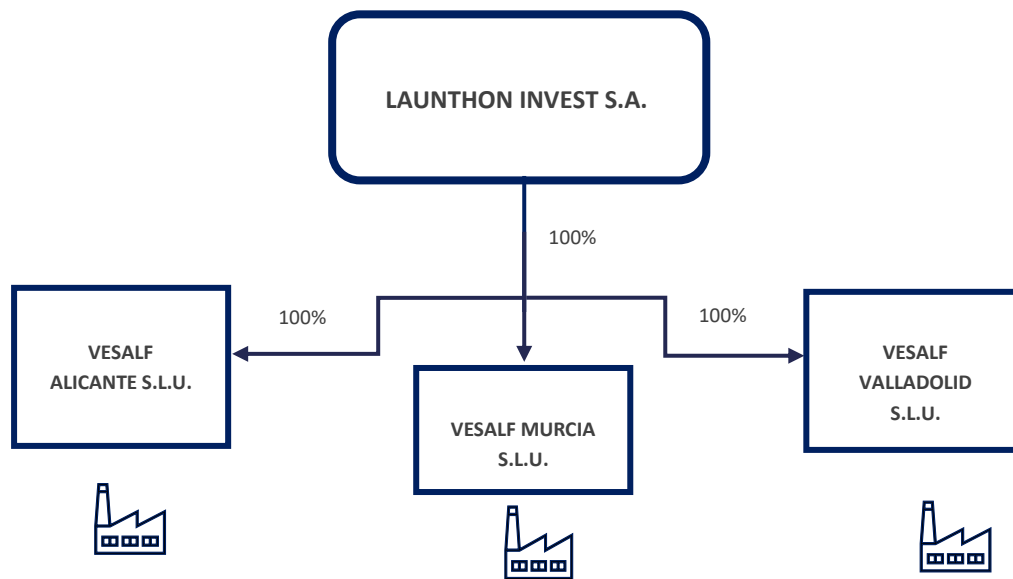 LAUNTHON INVEST S.A.
100%
100%
100%
VESALF
ALICANTE S.L.U.
VESALF MURCIA
S.L.U.
VESALF
VALLADOLID
S.L.U.